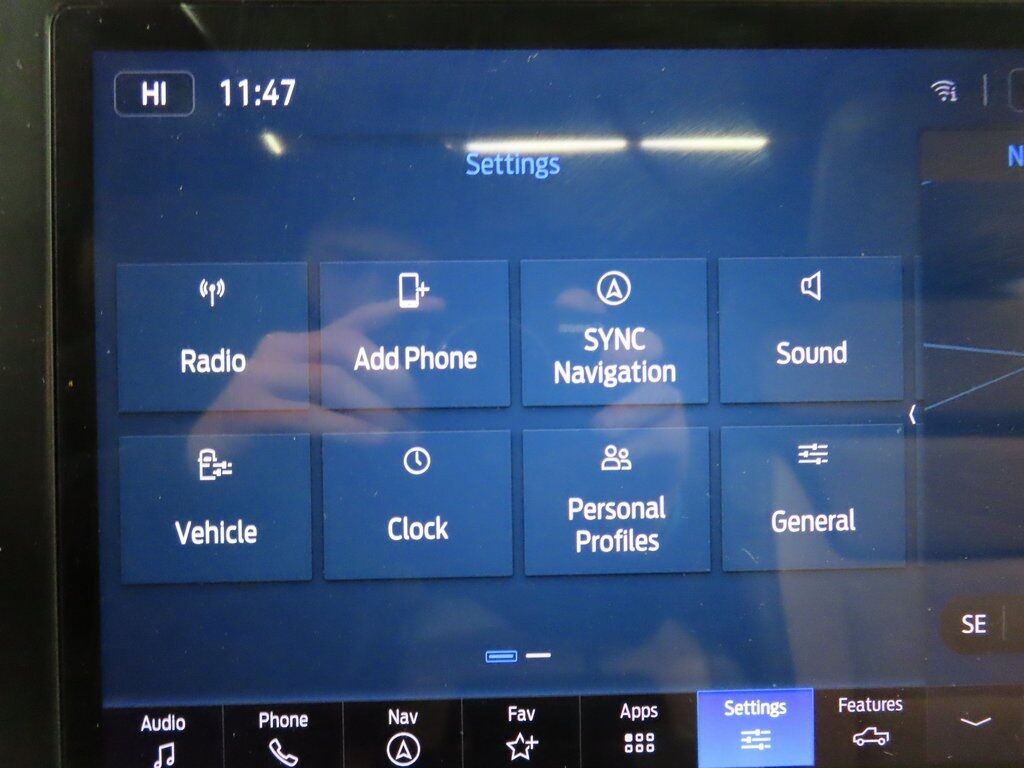 HI 11:47
Settings
N
Radio
Add Phone
SYNC
Navigation
Sound
Vehicle
Clock
Personal
Profiles
General
SE
Audio
Phone
Nav
Fav
Apps
Settings
Features